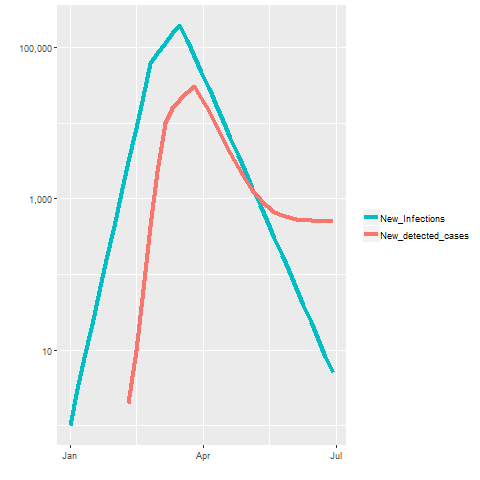 100,000
1,000
10
Jan Apr Jul
New_Infections
New_detected_cases